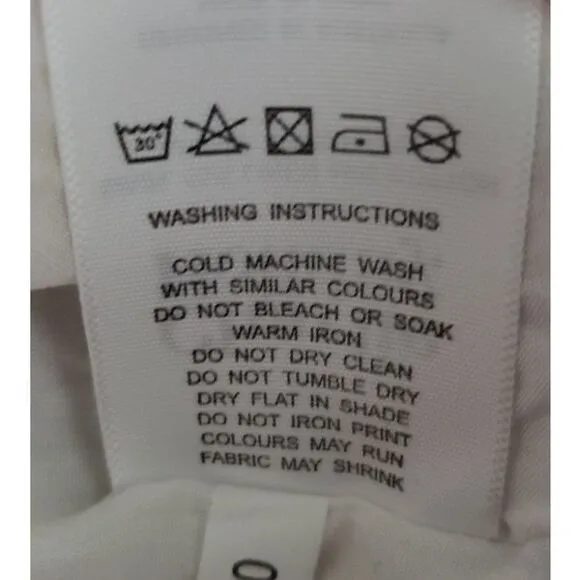 30°
WASHING INSTRUCTIONS
COLD MACHINE WASH
WITH SIMILAR COLOURS
DO NOT BLEACH OR SOAK
WARM IRON
DO NOT DRY CLEAN
DO NOT TUMBLE DRY
DRY FLAT IN SHADE
DO NOT IRON PRINT
COLOURS MAY RUN
FABRIC MAY SHRINK
0